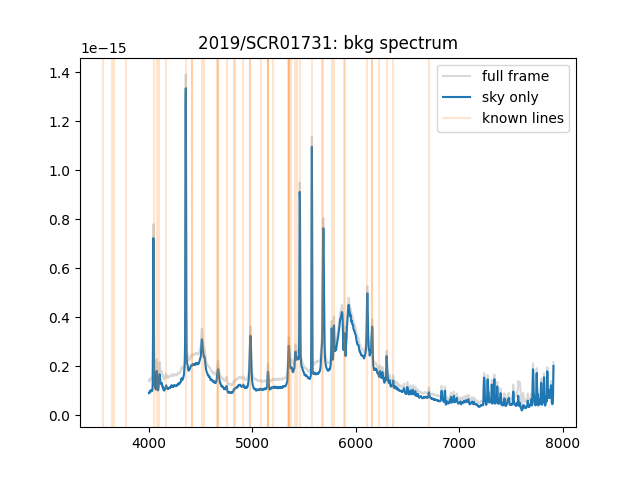 2019/SCR01731: bkg spectrum
1e−15
1.4
1.2
1.0
0.8
0.6
0.4
0.2
0.0
4000 5000 6000 7000 8000
full frame
sky only
known lines